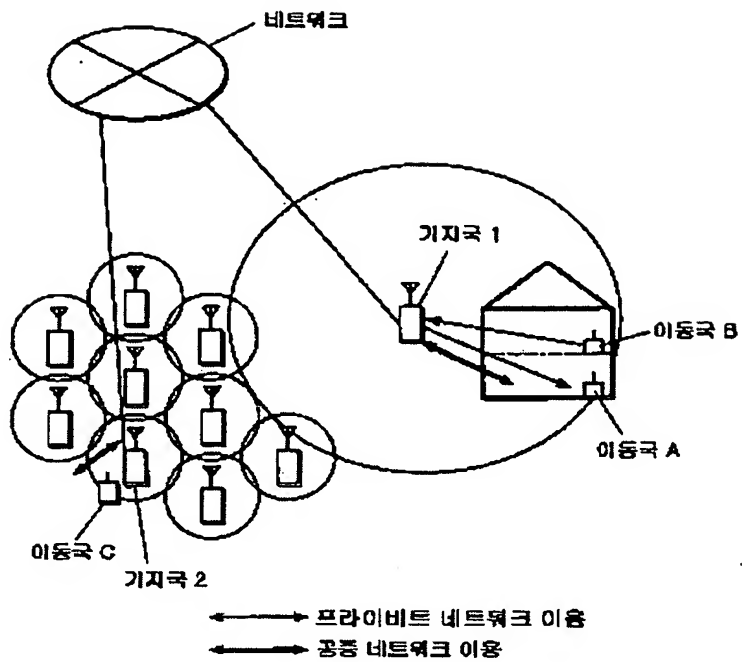 네트워크
기지국 1
이동국 B
이동국 A
이동국 C
기지국 2
프라이비트 네트워크 이용
공중 네트워크 이용